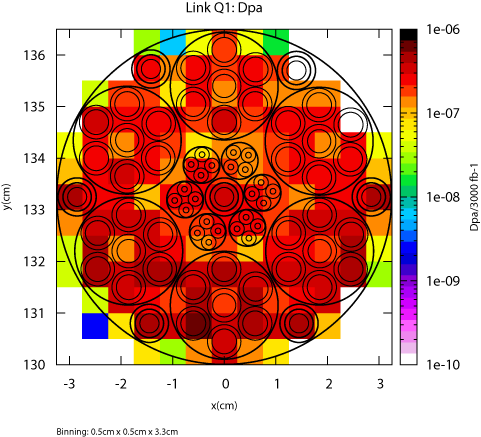 Link Q1: Dpa
136
135
134
133
132
131
130
y(cm)
-3 -2 -1 0 1 2 3
x(cm)
1e-06
1e-07
1e-08
1e-09
1e-10
Dpa/3000 fb-1
Binning: 0.5cm x 0.5cm x 3.3cm